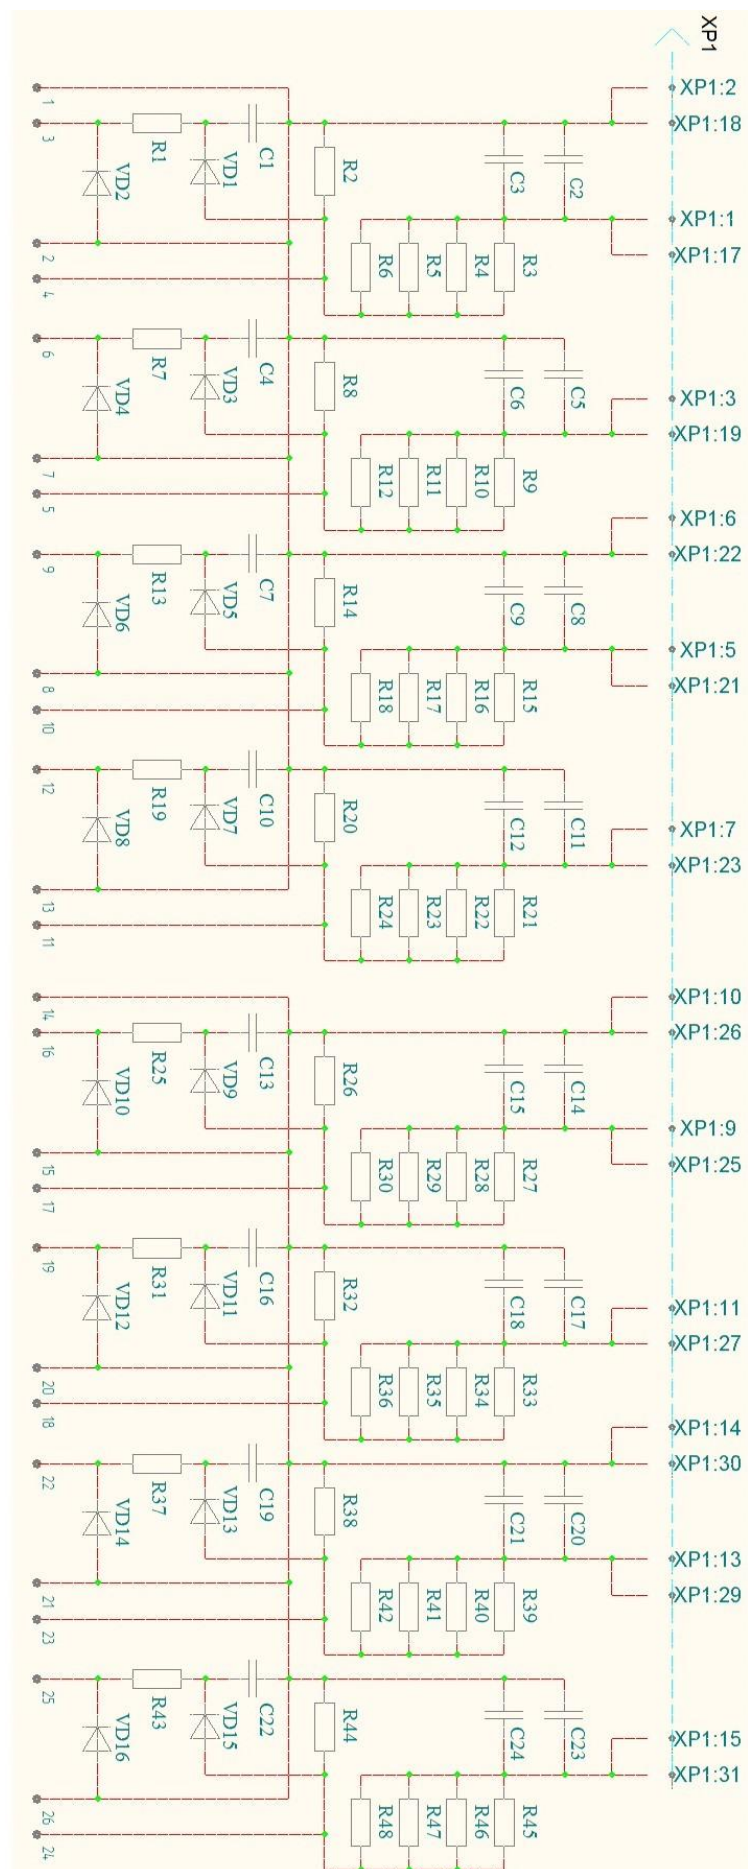 XP1
XP1:2
1
XP1:18
3
R1
C1
VD1
VD2
R2
C3
C2
XP1:1
2
XP1:17
4
R6
R5
R4
R3
6
R7
C4
VD3
VD4
R8
C6
C5
XP1:3
XP1:19
7
5
R12
R11
R10
R9
XP1:6
XP1:22
9
R13
C7
VD5
VD6
R14
C9
C8
XP1:5
8
XP1:21
10
R18
R17
R16
R15
12
R19
C10
VD7
VD8
R20
C12
C11
XP1:7
XP1:23
13
11
R24
R23
R22
R21
XP1:10
14
XP1:26
16
R25
C13
VD9
VD10
R26
C15
C14
XP1:9
15
XP1:25
17
R30
R29
R28
R27
19
R31
C16
VD11
VD12
R32
C18
C17
XP1:11
XP1:27
20
18
R36
R35
R34
R33
XP1:14
XP1:30
22
R37
C19
VD13
VD14
R38
C21
C20
XP1:13
21
XP1:29
23
R42
R41
R40
R39
25
R43
C22
VD15
VD16
R44
C24
C23
XP1:15
XP1:31
26
24
R48
R47
R46
R45